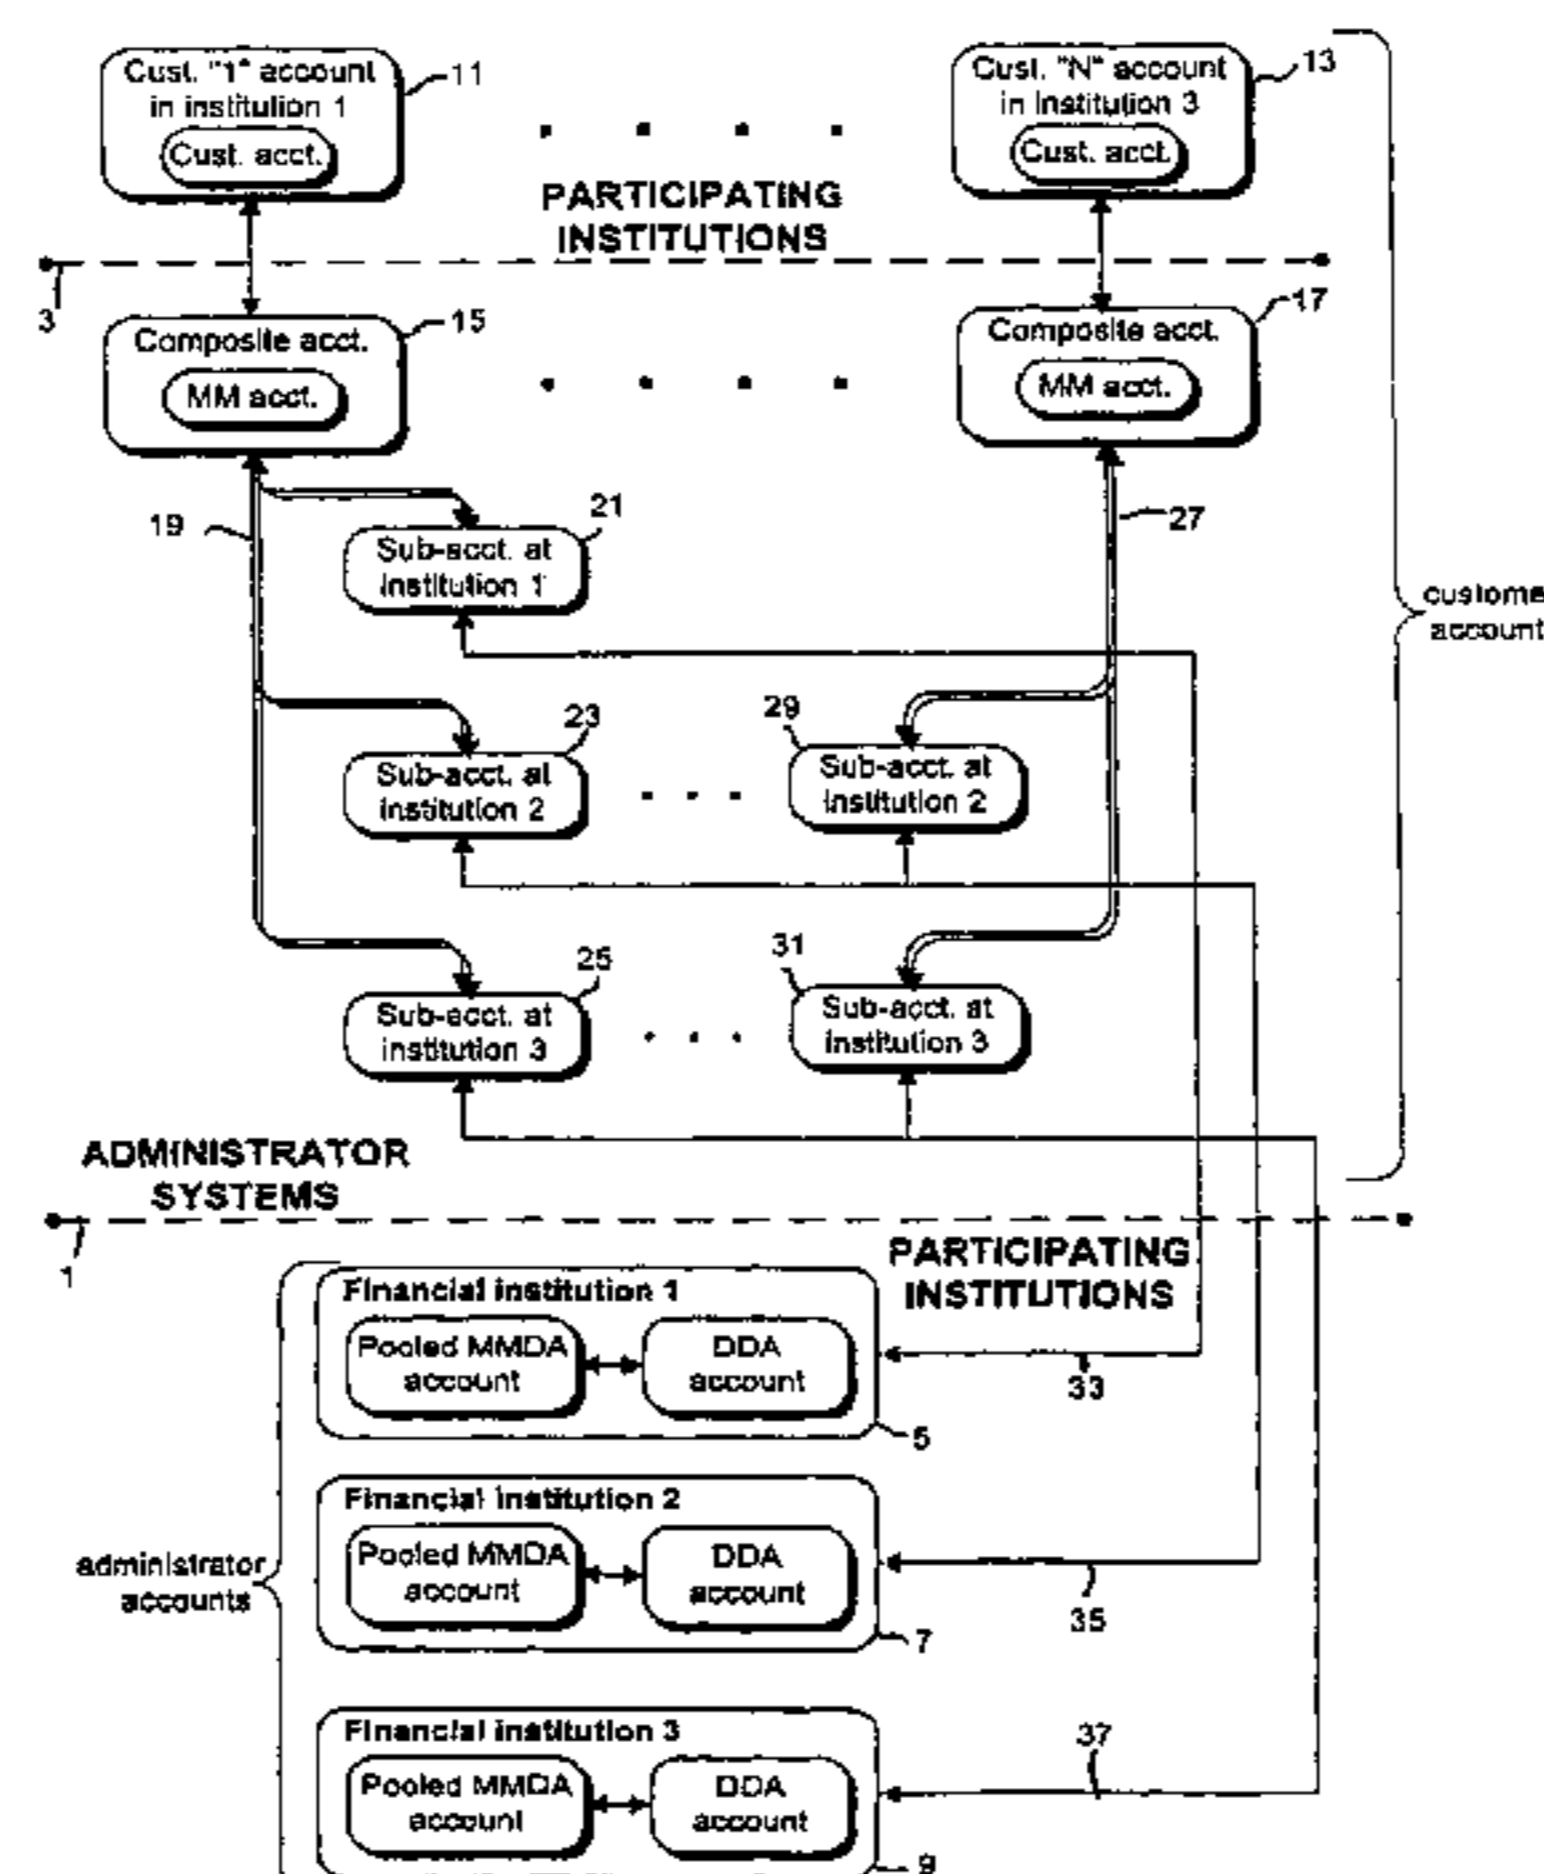 Cust. "1" account
in institution 1
Cust. acct.
11
Cust. "N" account
in institution 3
Cust. acct.
13
PARTICIPATING
INSTITUTIONS
3
Composite acct.
MM acct.
15
Composite acct.
MM acct.
17
19
21
Sub-acct. at
institution 1
27
custome
account
23
Sub-acct. at
institution 2
29
Sub-acct. at
institution 2
25
Sub-acct. at
institution 3
31
Sub-acct. at
institution 3
ADMINISTRATOR
SYSTEMS
1
PARTICIPATING
INSTITUTIONS
Financial institution 1
Pooled MMDA
account
DDA
account
33
5
administrator
accounts
Financial institution 2
Pooled MMDA
account
DDA
account
35
7
Financial institution 3
Pooled MMDA
account
DDA
account
37
9